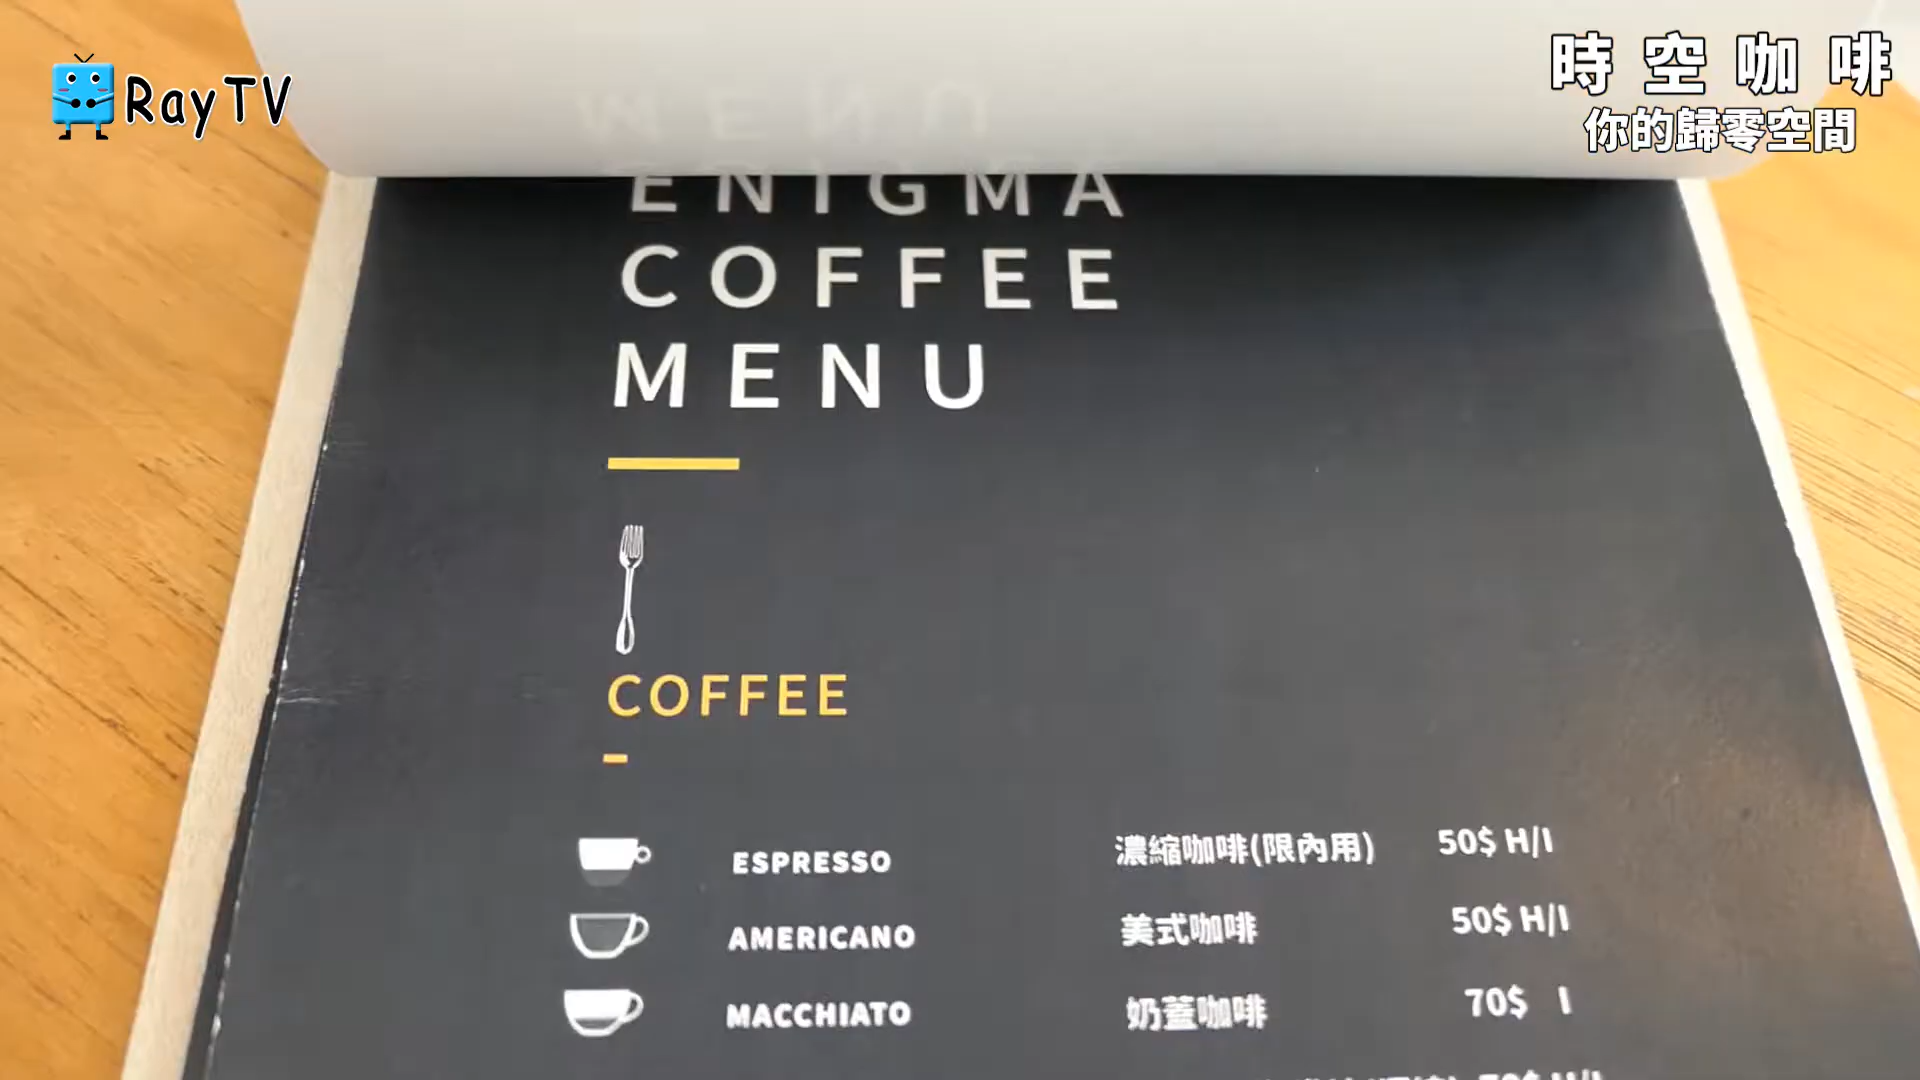 RayTV
時空咖啡
你的歸零空間
ENIGMA
COFFEE
MENU
COFFEE
ESPRESSO 濃縮咖啡(限內用) 50$ H/I
AMERICANO 美式咖啡 50$ H/I
MACCHIATO 奶蓋咖啡 70$ I